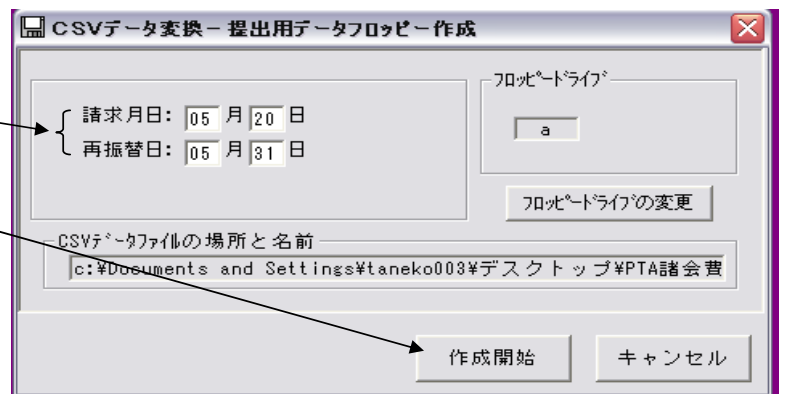 CSVデータ変換－提出用データフロッピー作成
フロッピードライブ
請求月日: 05 月 20 日
a
再振替日: 05 月 31 日
フロッピードライブの変更
CSVデータファイルの場所と名前
c:¥Documents and Settings¥taneko003¥デスクトップ¥PTA諸会費
作成開始
キャンセル